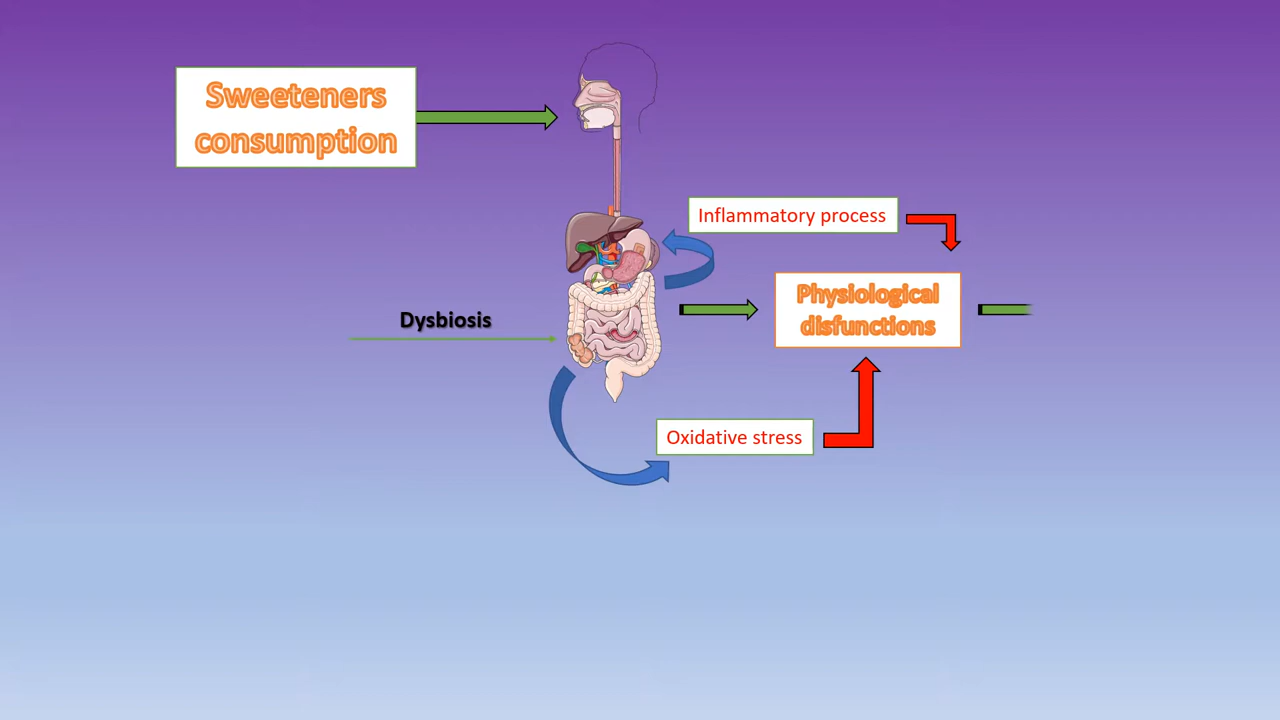 Sweeteners
consumption
Inflammatory process
Physiological
disfunctions
Dysbiosis
Oxidative stress